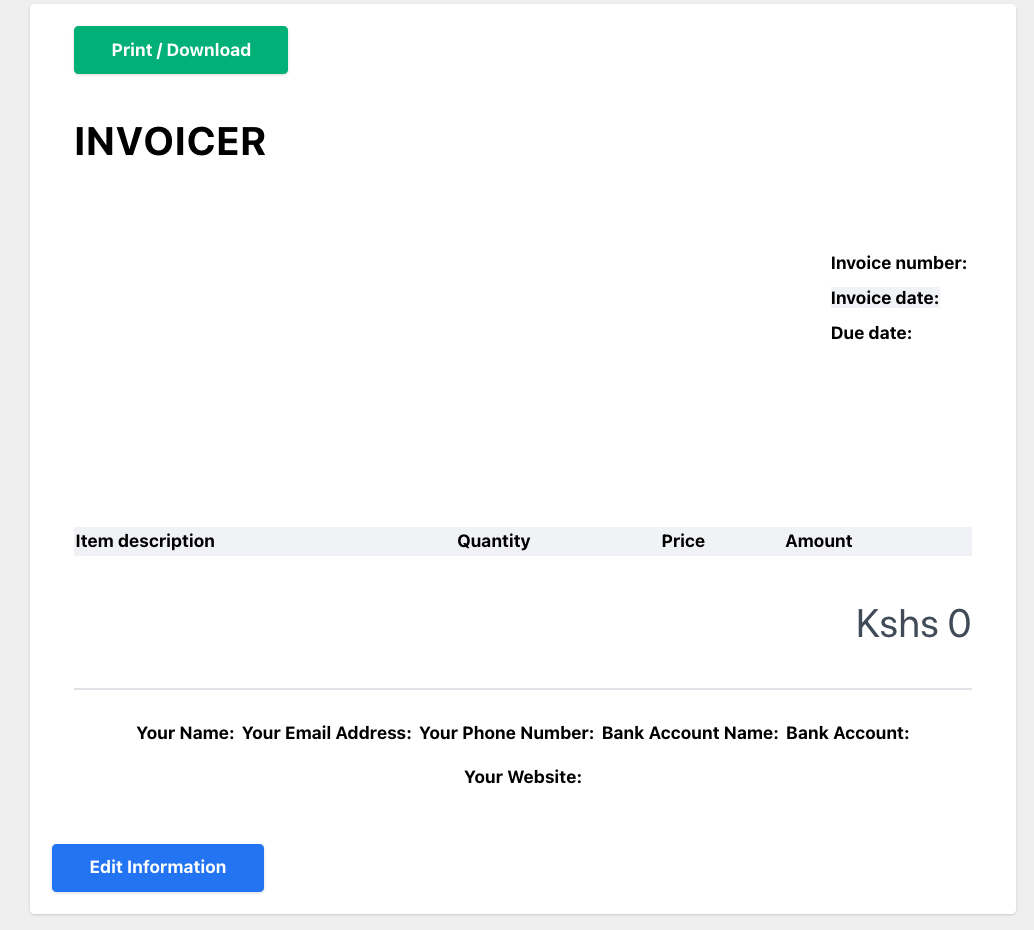 Print / Download
INVOICER
Invoice number:
Invoice date:
Due date:
Item description Quantity Price Amount
Kshs 0
Your Name: Your Email Address: Your Phone Number: Bank Account Name: Bank Account:
Your Website:
Edit Information